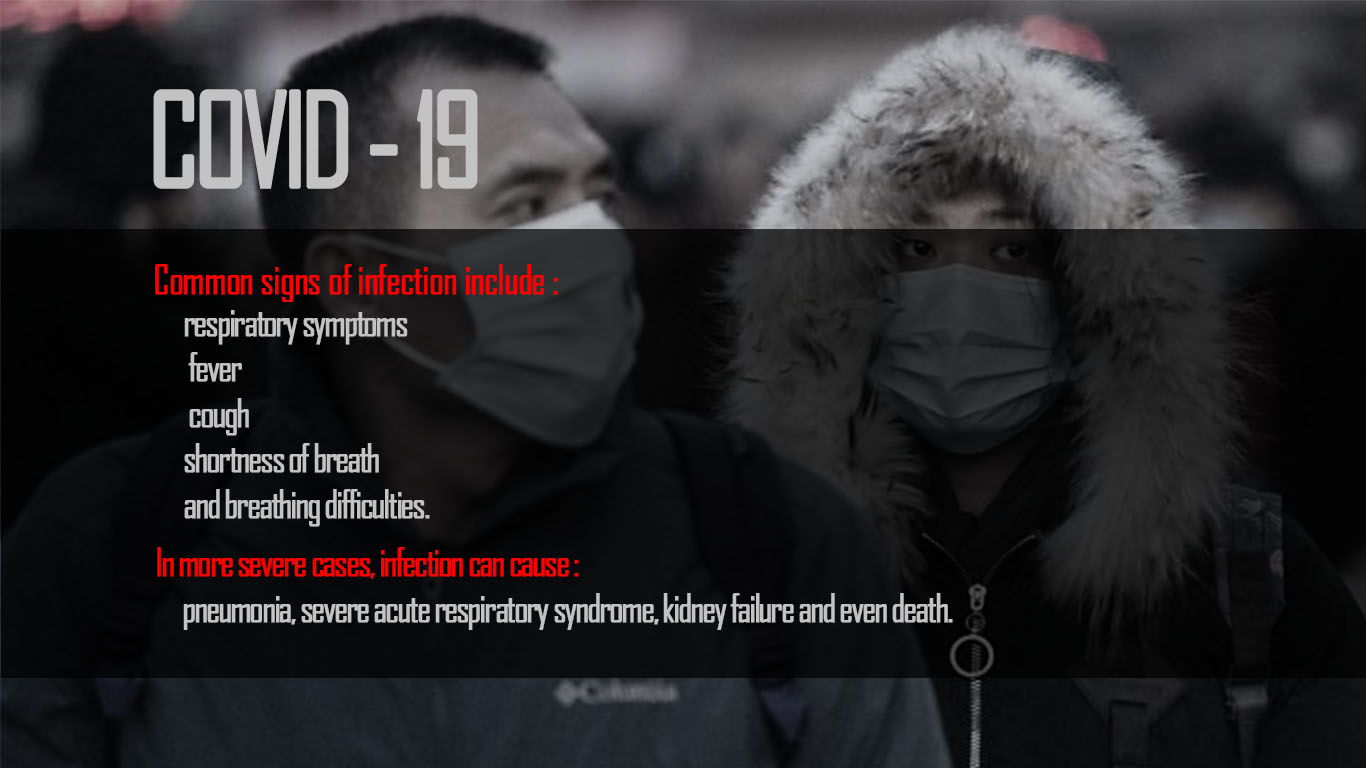 COVID - 19
Common signs of infection include :
respiratory symptoms
fever
cough
shortness of breath
and breathing difficulties.
In more severe cases, infection can cause :
pneumonia, severe acute respiratory syndrome, kidney failure and even death.
Columbia